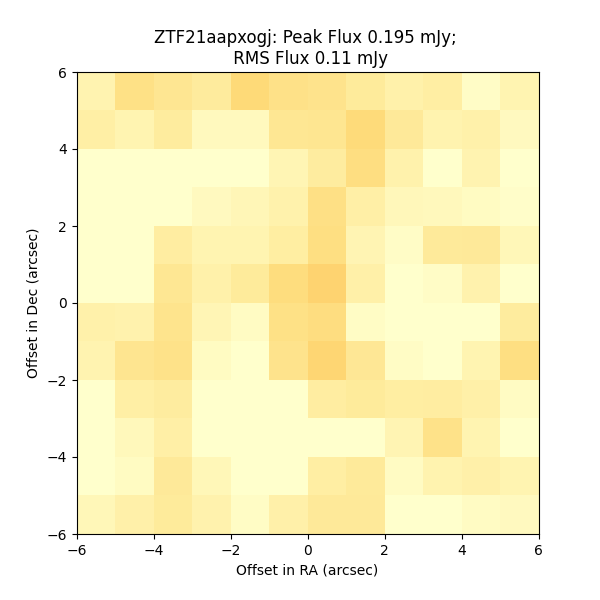 ZTF21aapxogj: Peak Flux 0.195 mJy;
RMS Flux 0.11 mJy
6
4
2
0
−2
−4
−6
Offset in Dec (arcsec)
−6 −4 −2 0 2 4 6
Offset in RA (arcsec)